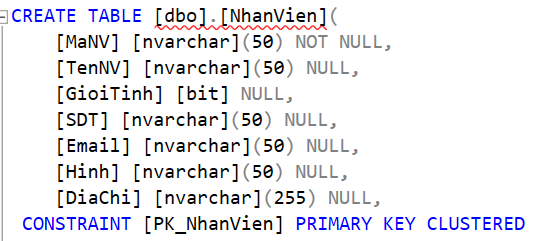 CREATE TABLE [dbo].[NhanVien](
[MaNV] [nvarchar](50) NOT NULL,
[TenNV] [nvarchar](50) NULL,
[GioiTinh] [bit] NULL,
[SDT] [nvarchar](50) NULL,
[Email] [nvarchar](50) NULL,
[Hinh] [nvarchar](50) NULL,
[DiaChi] [nvarchar](255) NULL,
CONSTRAINT [PK_NhanVien] PRIMARY KEY CLUSTERED